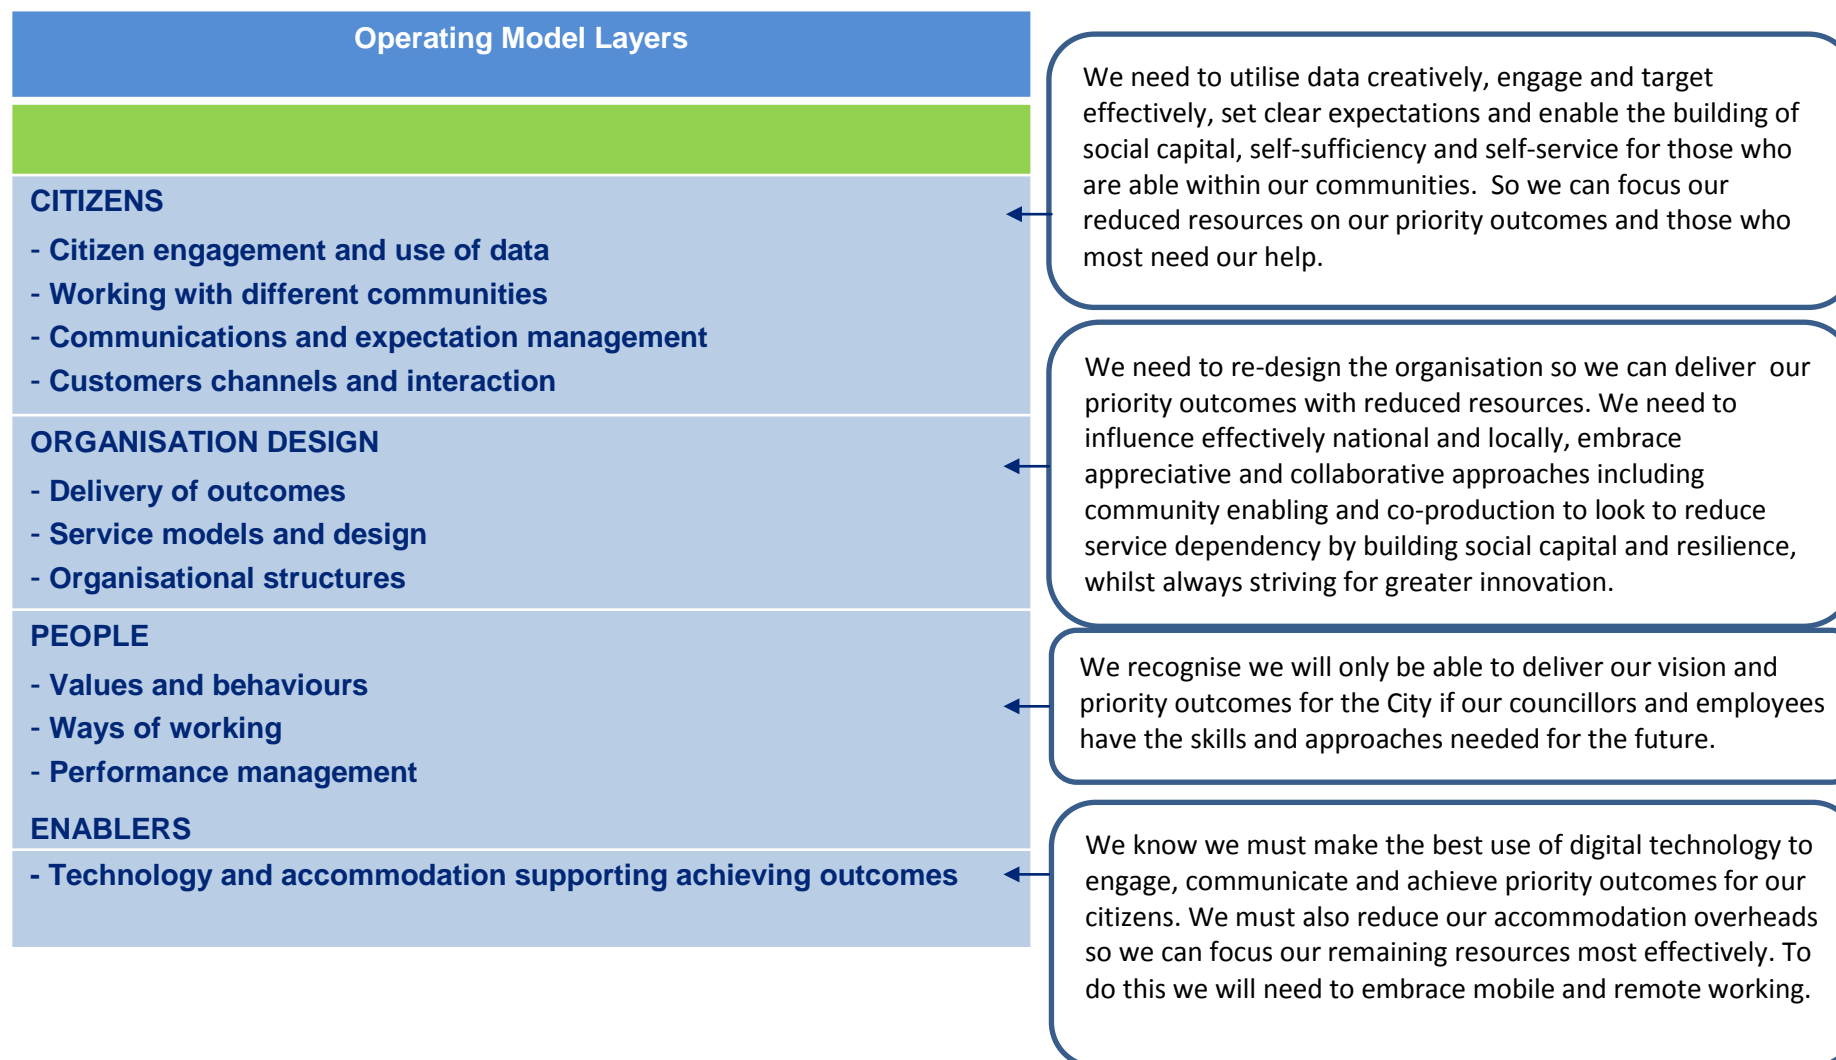 Operating Model Layers
CITIZENS
- Citizen engagement and use of data
- Working with different communities
- Communications and expectation management
- Customers channels and interaction
ORGANISATION DESIGN
- Delivery of outcomes
- Service models and design
- Organisational structures
PEOPLE
- Values and behaviours
- Ways of working
- Performance management
ENABLERS
- Technology and accommodation supporting achieving outcomes
We need to utilise data creatively, engage and target
effectively, set clear expectations and enable the building of
social capital, self-sufficiency and self-service for those who
are able within our communities.  So we can focus our
reduced resources on our priority outcomes and those who
most need our help.
We need to re-design the organisation so we can deliver  our
priority outcomes with reduced resources. We need to
influence effectively national and locally, embrace
appreciative and collaborative approaches including
community enabling and co-production to look to reduce
service dependency by building social capital and resilience,
whilst always striving for greater innovation.
We recognise we will only be able to deliver our vision and
priority outcomes for the City if our councillors and employees
have the skills and approaches needed for the future.
We know we must make the best use of digital technology to
engage, communicate and achieve priority outcomes for our
citizens. We must also reduce our accommodation overheads
so we can focus our remaining resources most effectively. To
do this we will need to embrace mobile and remote working.